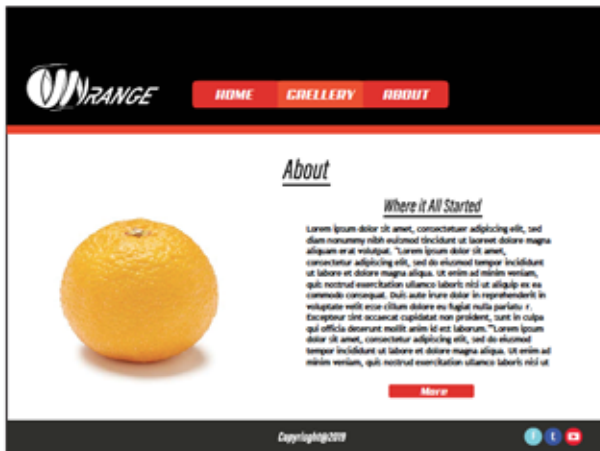 RANGE
HOME GAELLERY ABOUT
About
Where it All Started
Lorem ipsum dolor sit amet, consectetuer adipiscing elit, sed
diam nonummy nibh euismod tincidunt ut laoreet dolore magna
aliquam erat volutpat. "Lorem ipsum dolor sit amet,
consectetur adipiscing elit, sed do eiusmod tempor incididunt
ut labore et dolore magna aliqua. Ut enim ad minim veniam,
quis nostrud exercitation ullamco laboris nisi ut aliquip ex ea
commodo consequat. Duis aute irure dolor in reprehenderit in
voluptate velit esse cillum dolore eu fugiat nulla pariatu r.
Excepteur sint occaecat cupidatat non proident, sunt in culpa
qui officia deserunt mollit anim id est laborum.""Lorem ipsum
dolor sit amet, consectetur adipiscing elit, sed do eiusmod
tempor incididunt ut labore et dolore magna aliqua. Ut enim ad
minim veniam, quis nostrud exercitation ullamco laboris nisi ut
More
Copyrioght@2019
f t